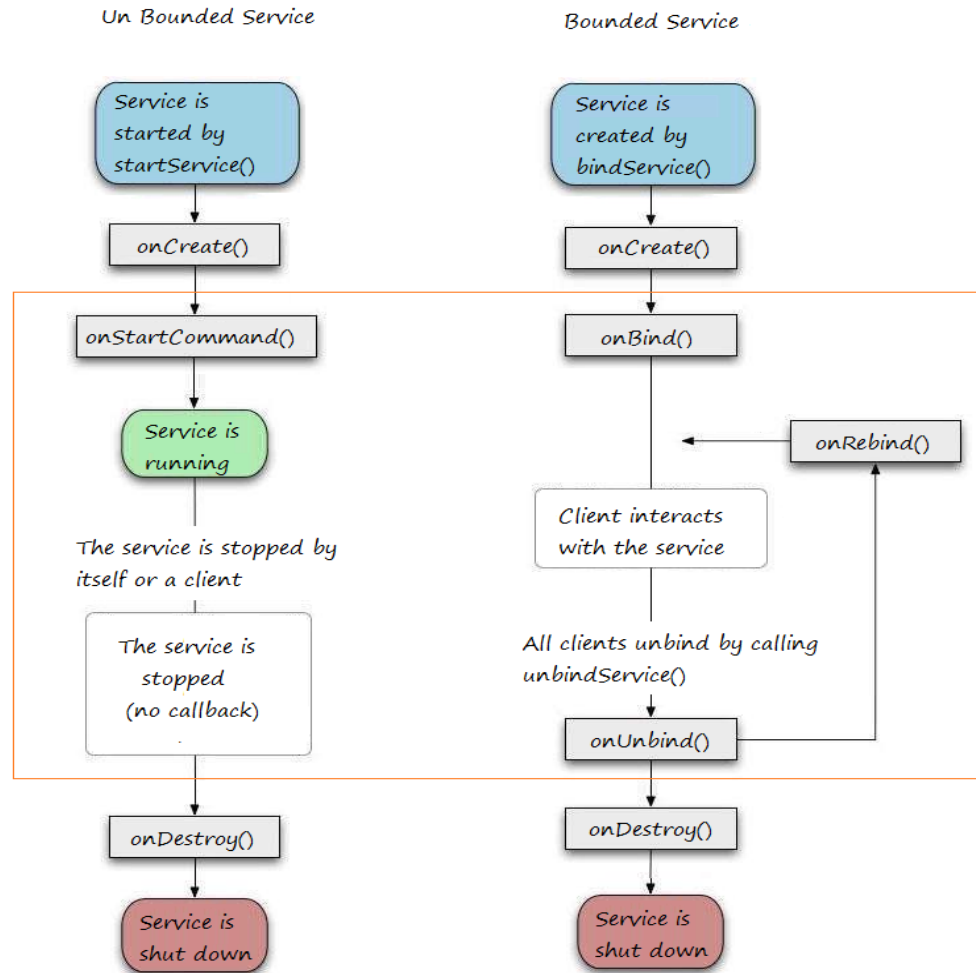 Un Bounded Service
Service is
started by
startService()
onCreate()
onStartCommand()
Service is
running
The service is stopped by
itself or a client
The service is
stopped
(no callback)
onDestroy()
Service is
shut down
Bounded Service
Service is
created by
bindService()
onCreate()
onBind()
onRebind()
Client interacts
with the service
All clients unbind by calling
unbindService()
onUnbind()
onDestroy()
Service is
shut down